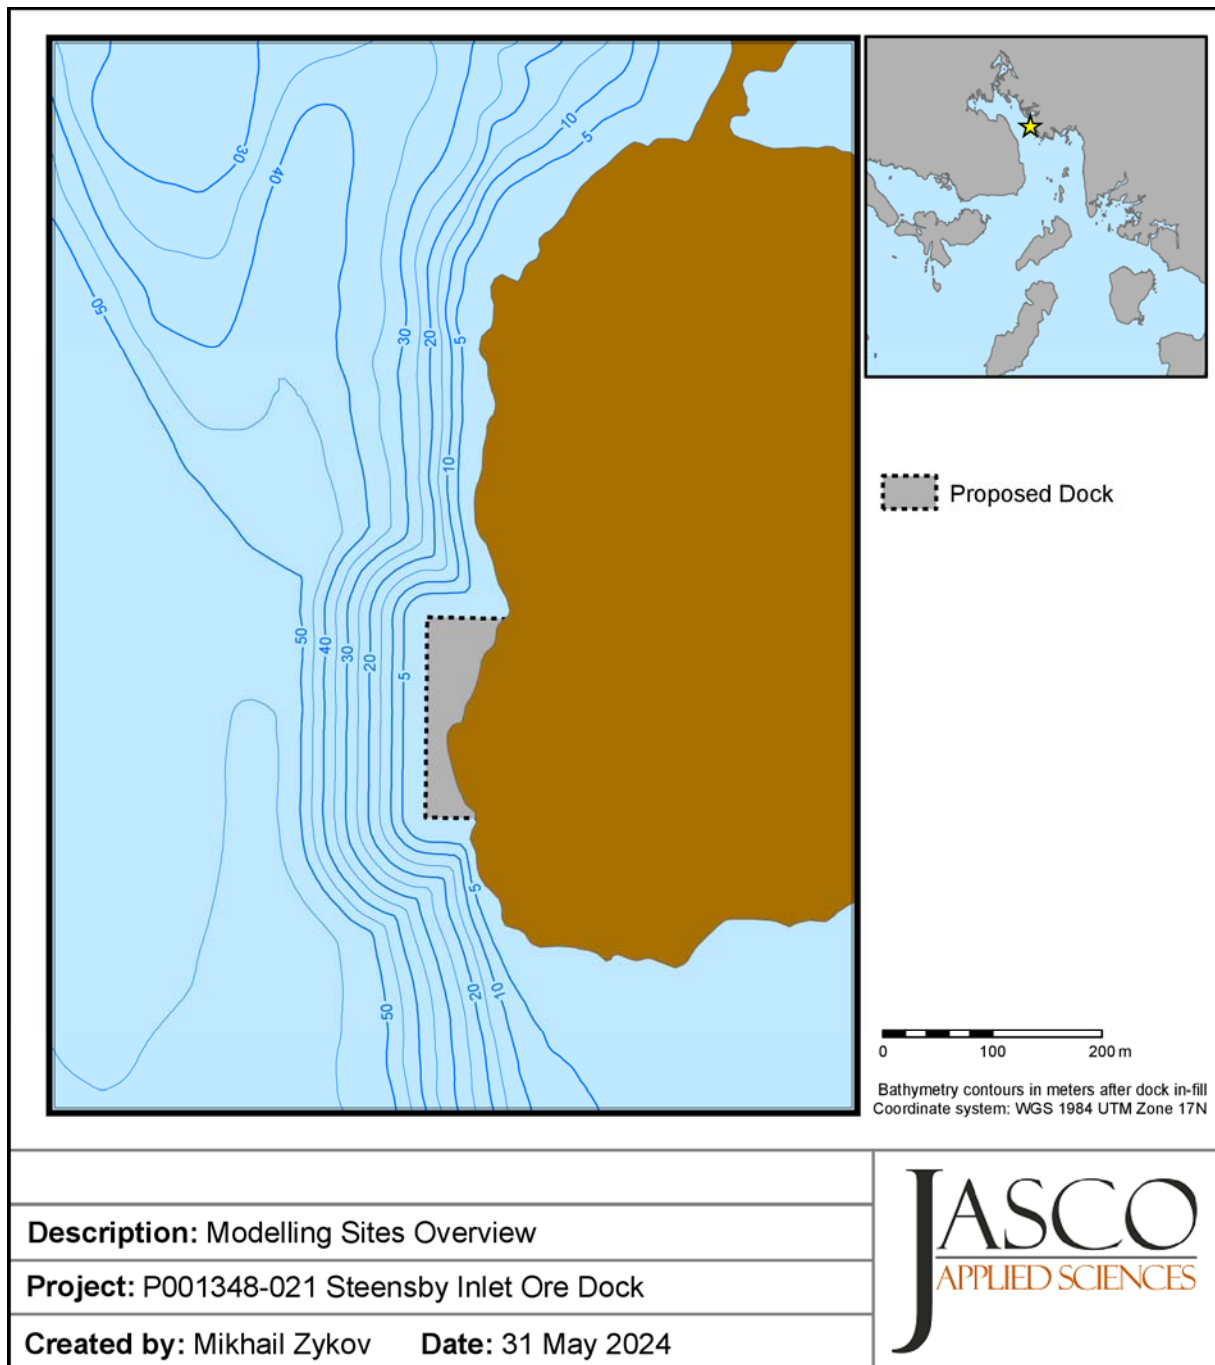 30
40
50
10
5
30
20
5
10
50
40
30
20
5
5
50
20
10
Proposed Dock
0 100 200 m
Bathymetry contours in meters after dock in-fill
Coordinate system: WGS 1984 UTM Zone 17N
Description: Modelling Sites Overview
Project: P001348-021 Steensby Inlet Ore Dock
Created by: Mikhail Zykov Date: 31 May 2024
JASCO
APPLIED SCIENCES